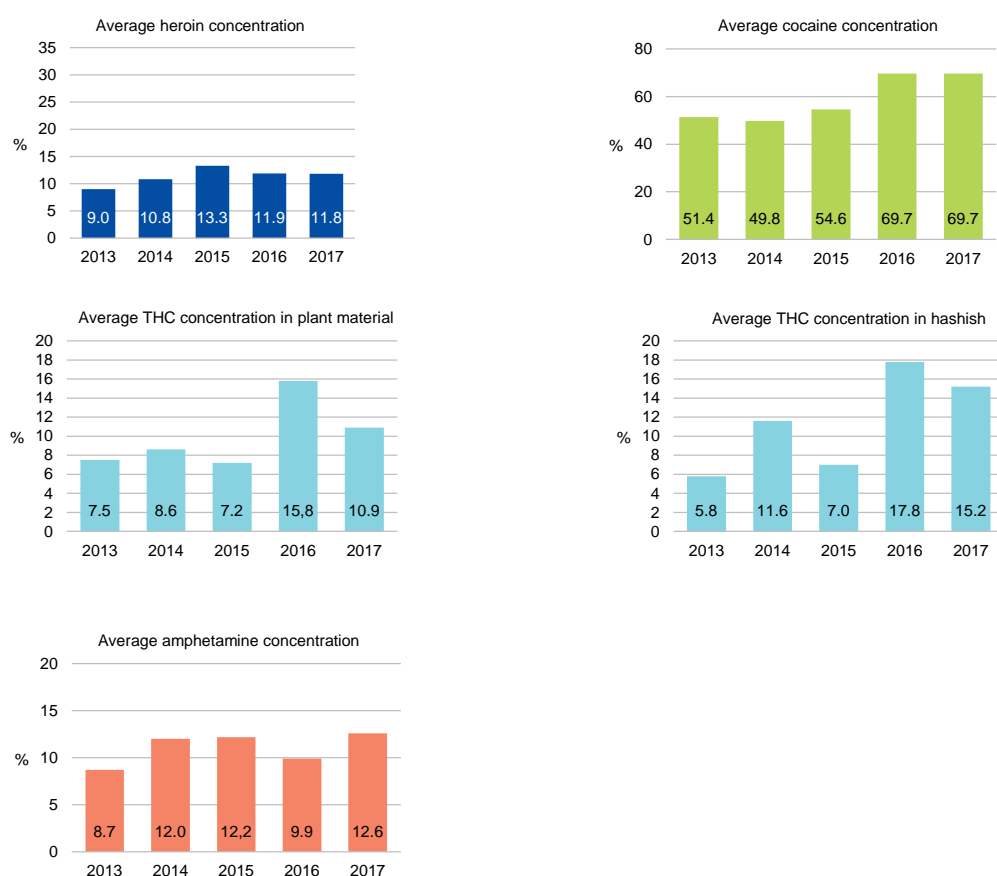 Average heroin concentration
35
30
25
20
%
15
10
5
0
9.0 10.8 13.3 11.9 11.8
2013 2014 2015 2016 2017
Average cocaine concentration
80
60
% 40
20
0
51.4 49.8 54.6 69.7 69.7
2013 2014 2015 2016 2017
Average THC concentration in plant material
20
18
16
14
12
% 10
8
6
4
2
0
7.5 8.6 7.2 15,8 10.9
2013 2014 2015 2016 2017
Average THC concentration in hashish
20
18
16
14
12
% 10
8
6
4
2
0
5.8 11.6 7.0 17.8 15.2
2013 2014 2015 2016 2017
Average amphetamine concentration
20
15
% 10
5
0
8.7 12.0 12,2 9.9 12.6
2013 2014 2015 2016 2017